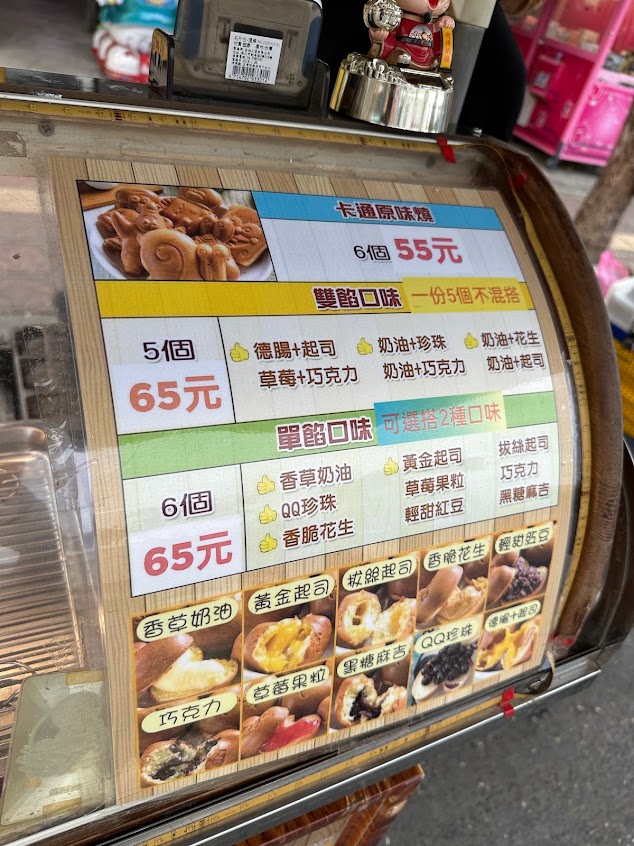 卡通原味燒
6個 55元
雙餡口味 一份5個不混搭
5個
65元
德腸+起司 奶油+珍珠 奶油+花生
草莓+巧克力 奶油+巧克力 奶油+起司
單餡口味 可選搭2種口味
6個
65元
香草奶油 黃金起司 拔絲起司
QQ珍珠 草莓果粒 巧克力
香脆花生 輕甜紅豆 黑糖麻吉
香草奶油 黃金起司 拔絲起司 香脆花生 輕甜紅豆
巧克力 草莓果粒 黑糖麻吉 QQ珍珠 德腸+起司